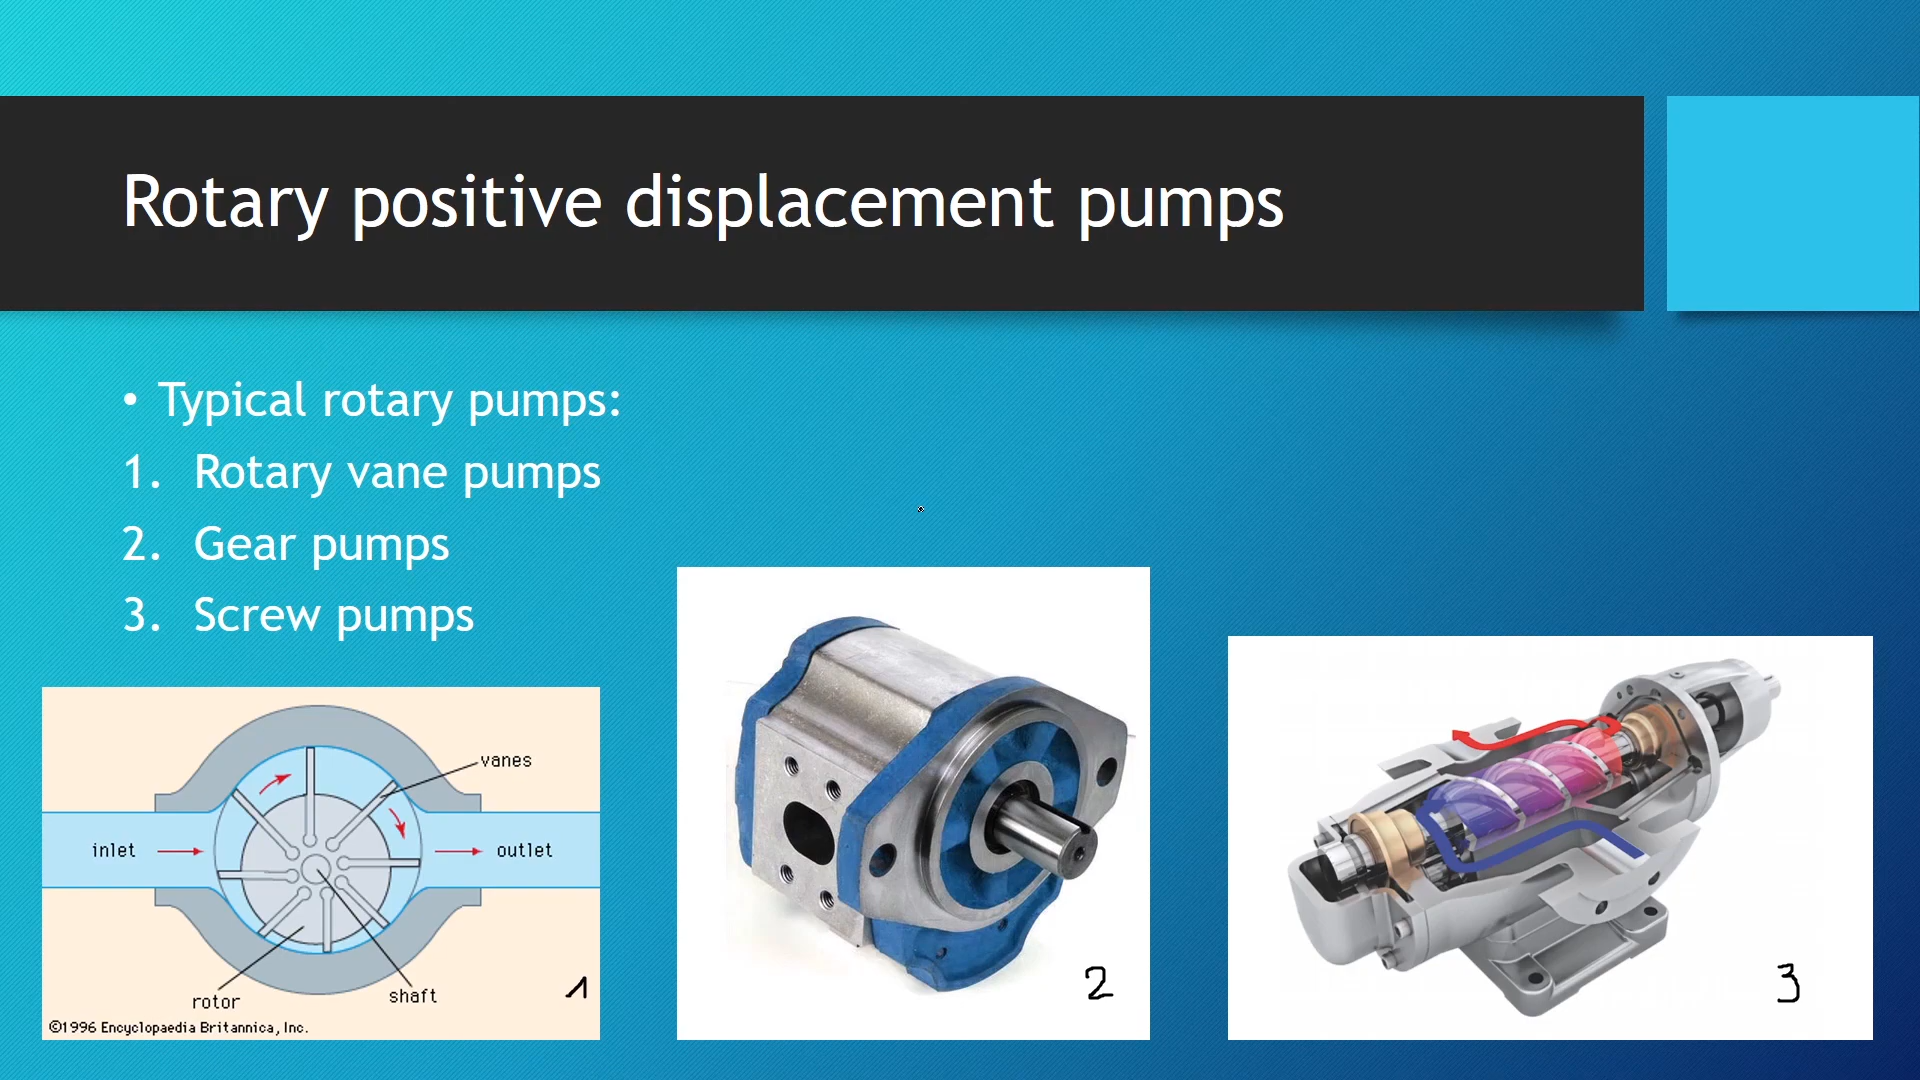 Rotary positive displacement pumps
• Typical rotary pumps:
1. Rotary vane pumps
2. Gear pumps
3. Screw pumps
vanes
inlet
outlet
rotor
shaft
1
©1996 Encyclopaedia Britannica, Inc.
2
3